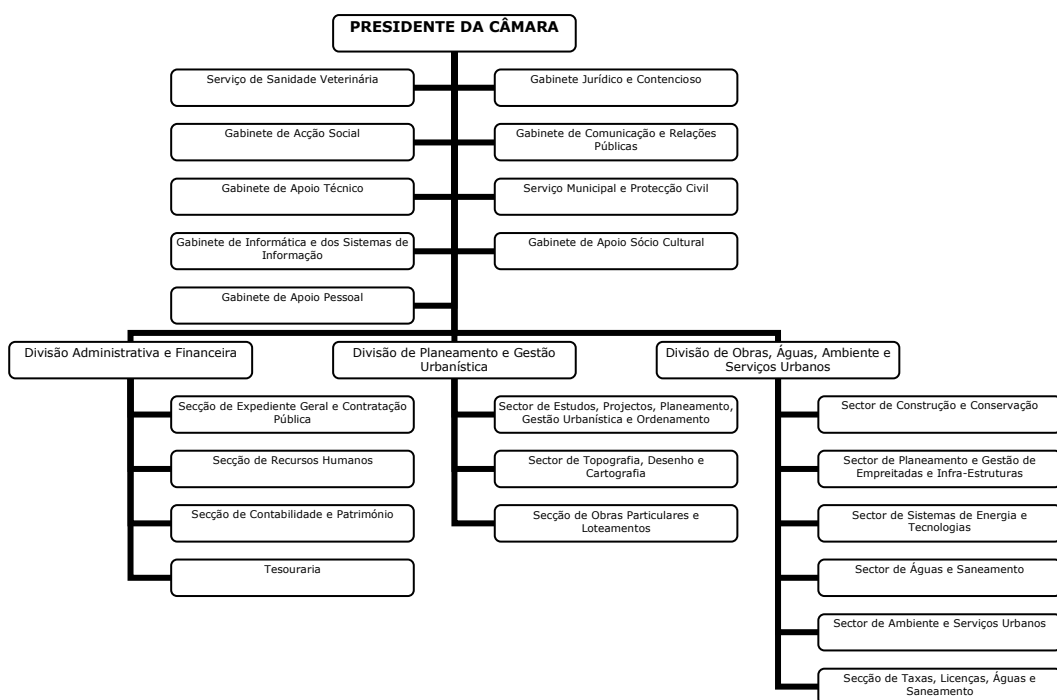 PRESIDENTE DA CÂMARA
Serviço de Sanidade Veterinária
Gabinete Jurídico e Contencioso
Gabinete de Acção Social
Gabinete de Comunicação e Relações
Públicas
Gabinete de Apoio Técnico
Serviço Municipal e Protecção Civil
Gabinete de Informática e dos Sistemas de
Informação
Gabinete de Apoio Sócio Cultural
Gabinete de Apoio Pessoal
Divisão Administrativa e Financeira
Divisão de Planeamento e Gestão
Urbanística
Divisão de Obras, Águas, Ambiente e
Serviços Urbanos
Secção de Expediente Geral e Contratação
Pública
Secção de Recursos Humanos
Secção de Contabilidade e Património
Tesouraria
Sector de Estudos, Projectos, Planeamento,
Gestão Urbanística e Ordenamento
Sector de Topografia, Desenho e
Cartografia
Secção de Obras Particulares e
Loteamentos
Sector de Construção e Conservação
Sector de Planeamento e Gestão de
Empreitadas e Infra-Estruturas
Sector de Sistemas de Energia e
Tecnologias
Sector de Águas e Saneamento
Sector de Ambiente e Serviços Urbanos
Secção de Taxas, Licenças, Águas e
Saneamento